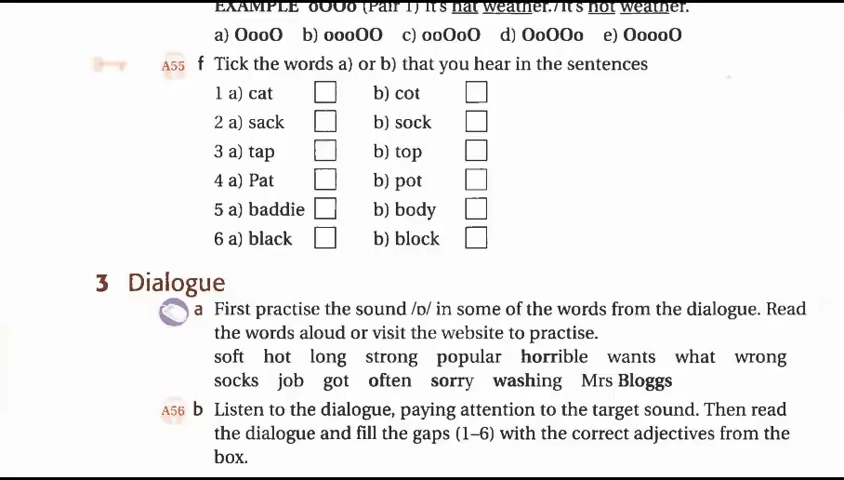 EXAMPLE oOOo (Pair 1) It's hat weather./It's not weather.
a) OooO b) oooOO c) ooOoO d) OoOOo e) OoooO
A55 f Tick the words a) or b) that you hear in the sentences
1 a) cat b) cot
2 a) sack b) sock
3 a) tap b) top
4 a) Pat b) pot
5 a) baddie b) body
6 a) black b) block
3 Dialogue
a First practise the sound /ɒ/ in some of the words from the dialogue. Read
the words aloud or visit the website to practise.
soft hot long strong popular horrible wants what wrong
socks job got often sorry washing Mrs Bloggs
A56 b Listen to the dialogue, paying attention to the target sound. Then read
the dialogue and fill the gaps (1–6) with the correct adjectives from the
box.